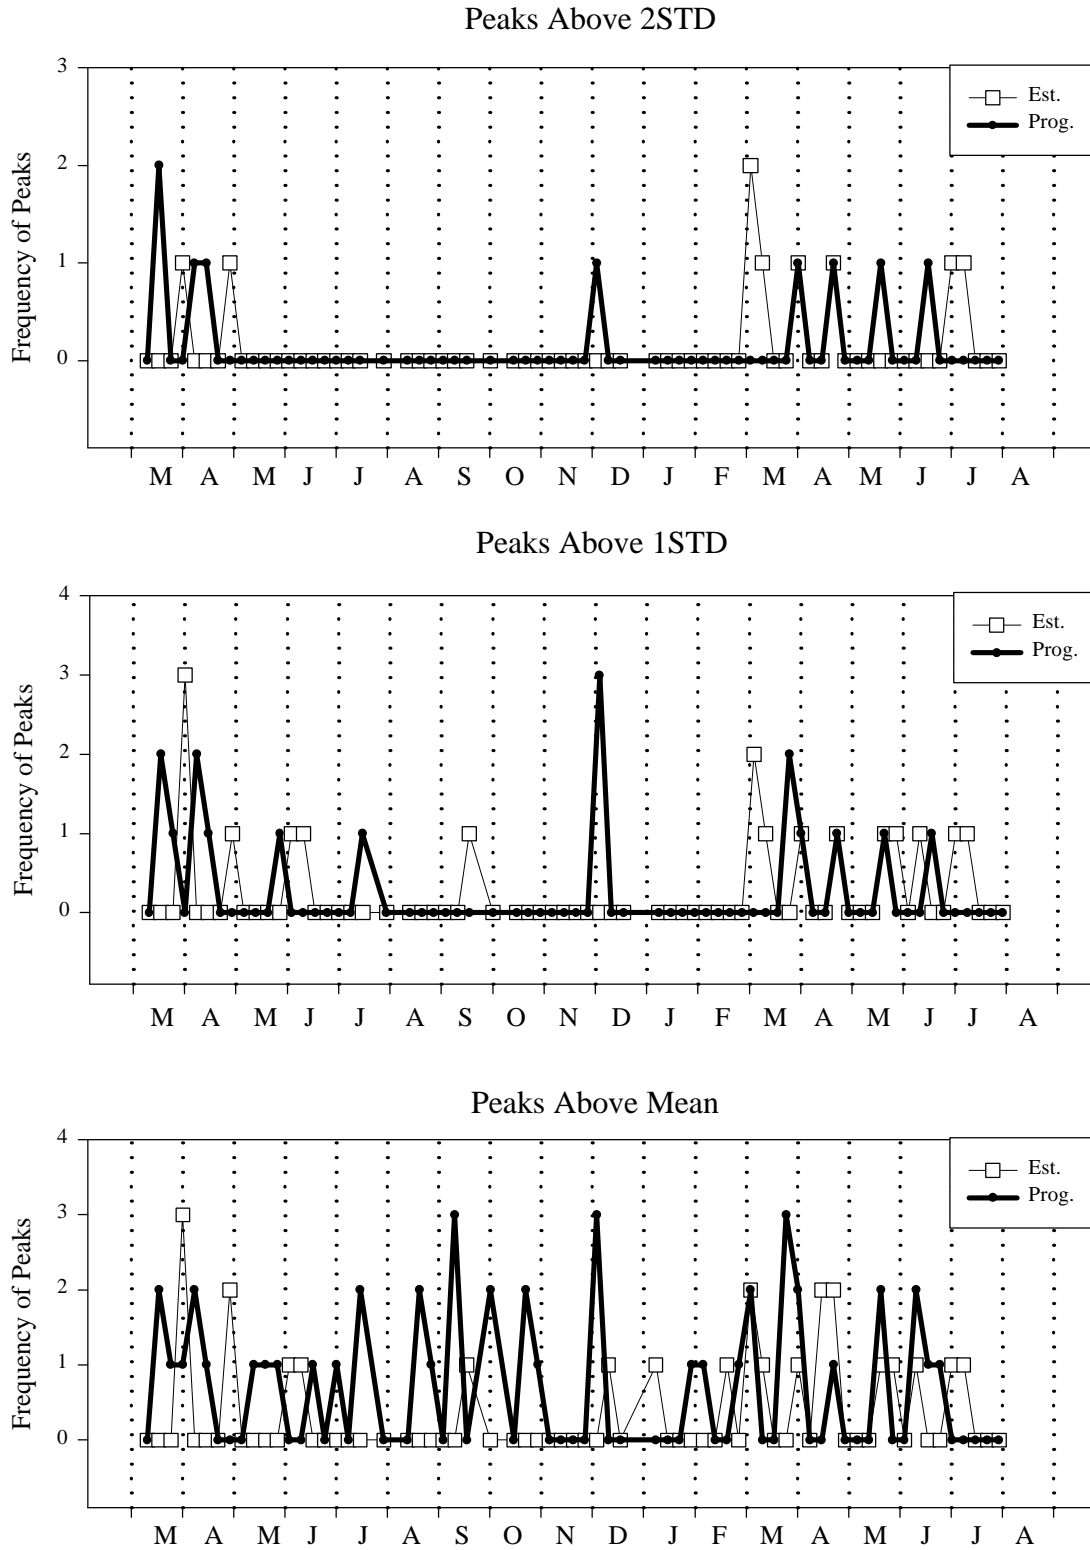 Peaks Above 2STD
3
2
1
0
Frequency of Peaks
Est.
Prog.
M A M J J A S O N D J F M A M J J A
Peaks Above 1STD
4
3
2
1
0
Frequency of Peaks
Est.
Prog.
M A M J J A S O N D J F M A M J J A
Peaks Above Mean
4
3
2
1
0
Frequency of Peaks
Est.
Prog.
M A M J J A S O N D J F M A M J J A